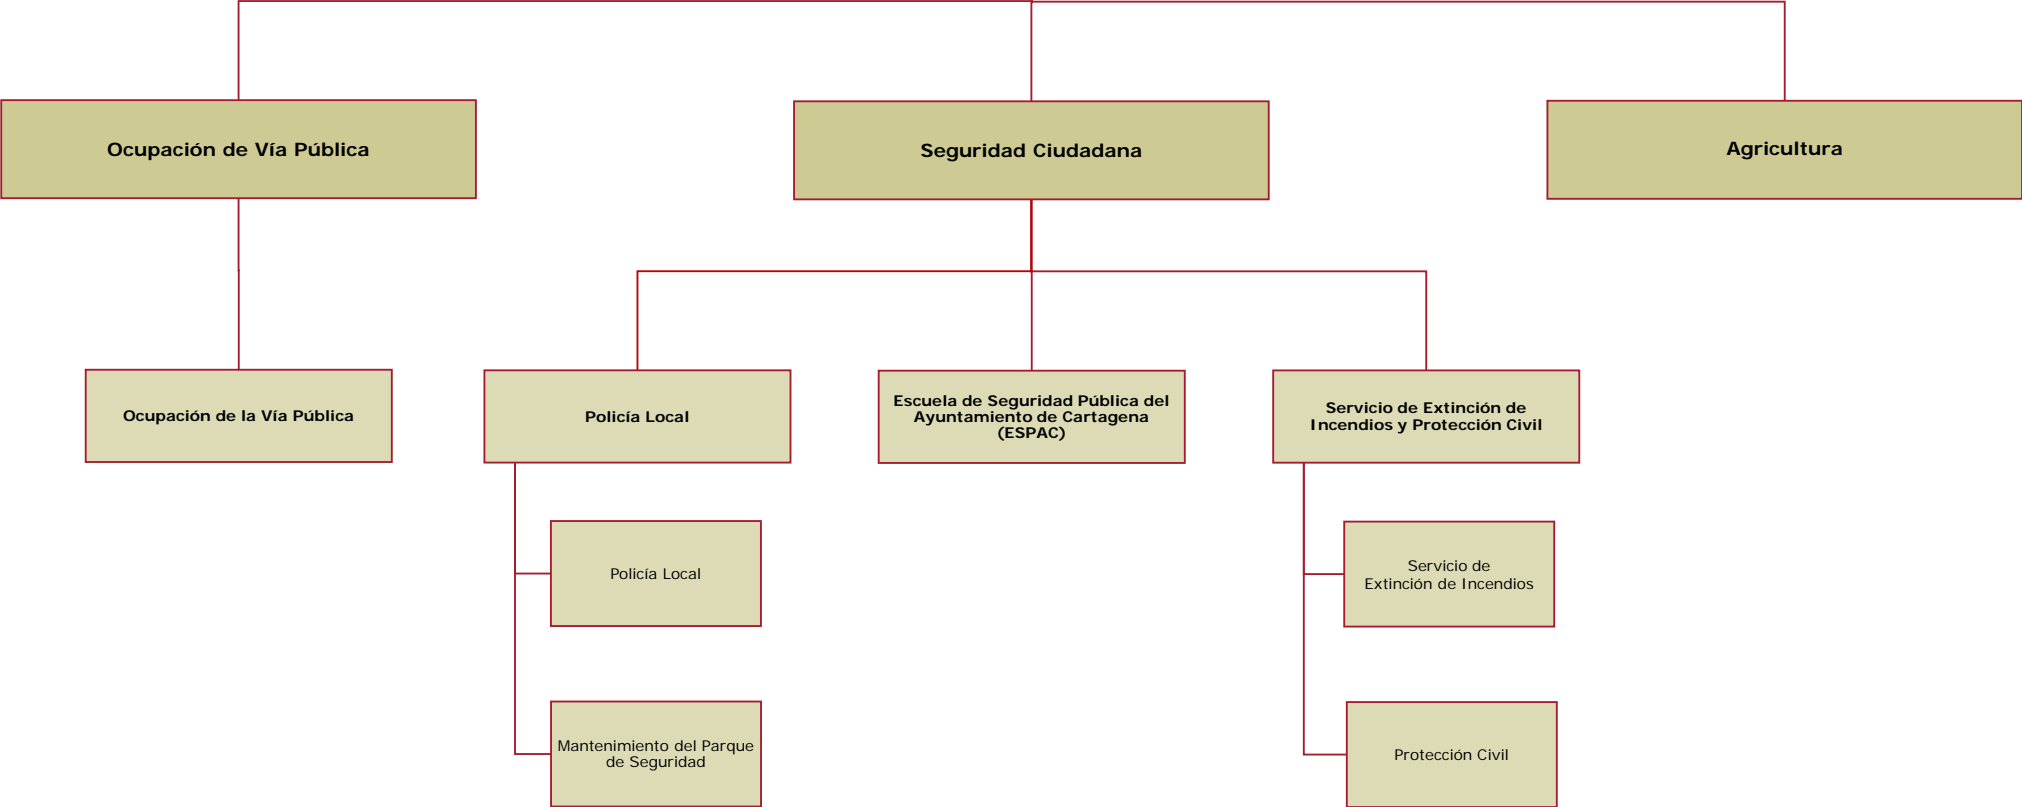 Ocupación de Vía Pública
Seguridad Ciudadana
Agricultura
Ocupación de la Vía Pública
Policía Local
Escuela de Seguridad Pública del
Ayuntamiento de Cartagena
(ESPAC)
Servicio de Extinción de
Incendios y Protección Civil
Policía Local
Servicio de
Extinción de Incendios
Mantenimiento del Parque
de Seguridad
Protección Civil